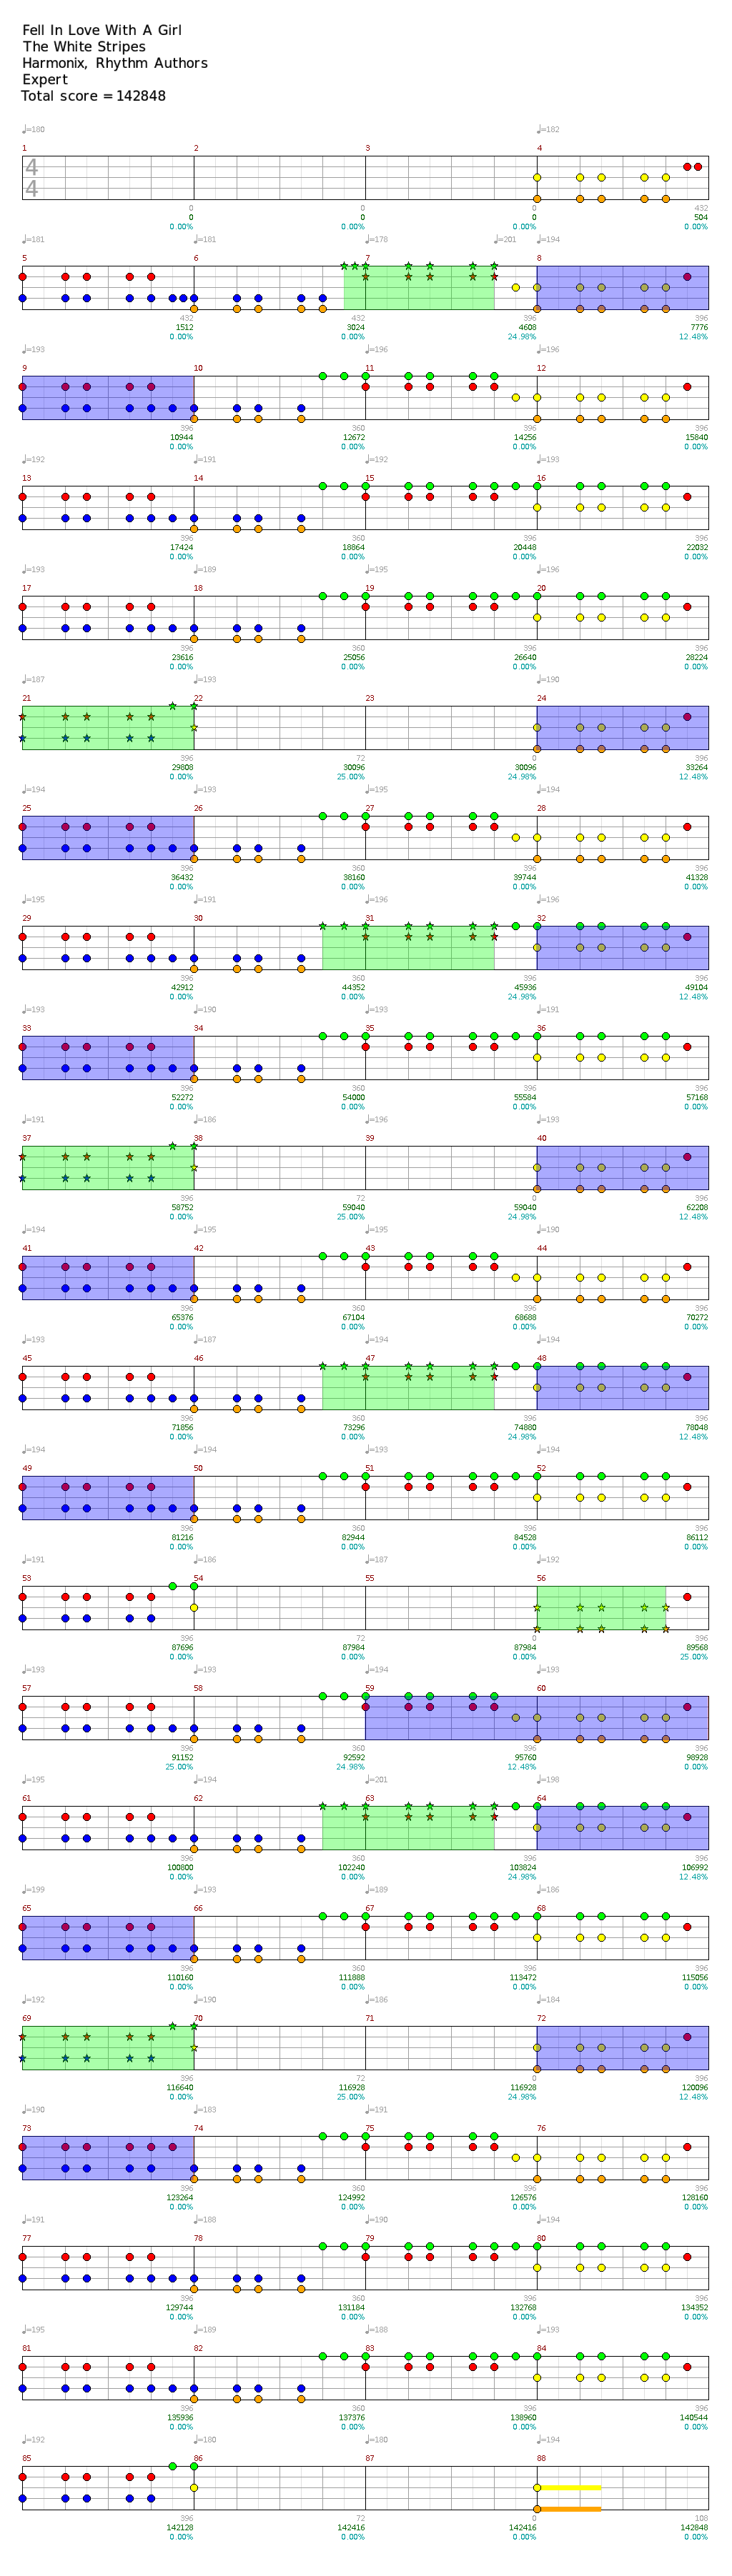 Fell In Love With A Girl
The White Stripes
Harmonix, Rhythm Authors
Expert
Total score = 142848
♩=180 ♩=182
1 2 3 4
4
4
0 0 0 432
0 0 0 504
0.00% 0.00% 0.00% 0.00%
♩=181 ♩=181 ♩=178 ♩=201 ♩=194
5 6 7 8
432 432 396 396
1512 3024 4608 7776
0.00% 0.00% 24.98% 12.48%
♩=193 ♩=196 ♩=196
9 10 11 12
396 360 396 396
10944 12672 14256 15840
0.00% 0.00% 0.00% 0.00%
♩=192 ♩=191 ♩=192 ♩=193
13 14 15 16
396 360 396 396
17424 18864 20448 22032
0.00% 0.00% 0.00% 0.00%
♩=193 ♩=189 ♩=195 ♩=196
17 18 19 20
396 360 396 396
23616 25056 26640 28224
0.00% 0.00% 0.00% 0.00%
♩=187 ♩=193 ♩=190
21 22 23 24
396 72 0 396
29808 30096 30096 33264
0.00% 25.00% 24.98% 12.48%
♩=194 ♩=193 ♩=195 ♩=194
25 26 27 28
396 360 396 396
36432 38160 39744 41328
0.00% 0.00% 0.00% 0.00%
♩=195 ♩=191 ♩=196 ♩=196
29 30 31 32
396 360 396 396
42912 44352 45936 49104
0.00% 0.00% 24.98% 12.48%
♩=193 ♩=190 ♩=193 ♩=191
33 34 35 36
396 360 396 396
52272 54000 55584 57168
0.00% 0.00% 0.00% 0.00%
♩=191 ♩=186 ♩=196 ♩=193
37 38 39 40
396 72 0 396
58752 59040 59040 62208
0.00% 25.00% 24.98% 12.48%
♩=194 ♩=195 ♩=195 ♩=190
41 42 43 44
396 360 396 396
65376 67104 68688 70272
0.00% 0.00% 0.00% 0.00%
♩=193 ♩=187 ♩=194 ♩=194
45 46 47 48
396 360 396 396
71856 73296 74880 78048
0.00% 0.00% 24.98% 12.48%
♩=194 ♩=194 ♩=193 ♩=194
49 50 51 52
396 360 396 396
81216 82944 84528 86112
0.00% 0.00% 0.00% 0.00%
♩=191 ♩=186 ♩=187 ♩=192
53 54 55 56
396 72 0 396
87696 87984 87984 89568
0.00% 0.00% 0.00% 25.00%
♩=193 ♩=193 ♩=194 ♩=193
57 58 59 60
396 360 396 396
91152 92592 95760 98928
25.00% 24.98% 12.48% 0.00%
♩=195 ♩=194 ♩=201 ♩=198
61 62 63 64
396 360 396 396
100800 102240 103824 106992
0.00% 0.00% 24.98% 12.48%
♩=199 ♩=193 ♩=189 ♩=186
65 66 67 68
396 360 396 396
110160 111888 113472 115056
0.00% 0.00% 0.00% 0.00%
♩=192 ♩=190 ♩=186 ♩=184
69 70 71 72
396 72 0 396
116640 116928 116928 120096
0.00% 25.00% 24.98% 12.48%
♩=190 ♩=183 ♩=191
73 74 75 76
396 360 396 396
123264 124992 126576 128160
0.00% 0.00% 0.00% 0.00%
♩=191 ♩=188 ♩=190 ♩=194
77 78 79 80
396 360 396 396
129744 131184 132768 134352
0.00% 0.00% 0.00% 0.00%
♩=195 ♩=189 ♩=188 ♩=193
81 82 83 84
396 360 396 396
135936 137376 138960 140544
0.00% 0.00% 0.00% 0.00%
♩=192 ♩=180 ♩=180 ♩=194
85 86 87 88
396 72 0 108
142128 142416 142416 142848
0.00% 0.00% 0.00% 0.00%